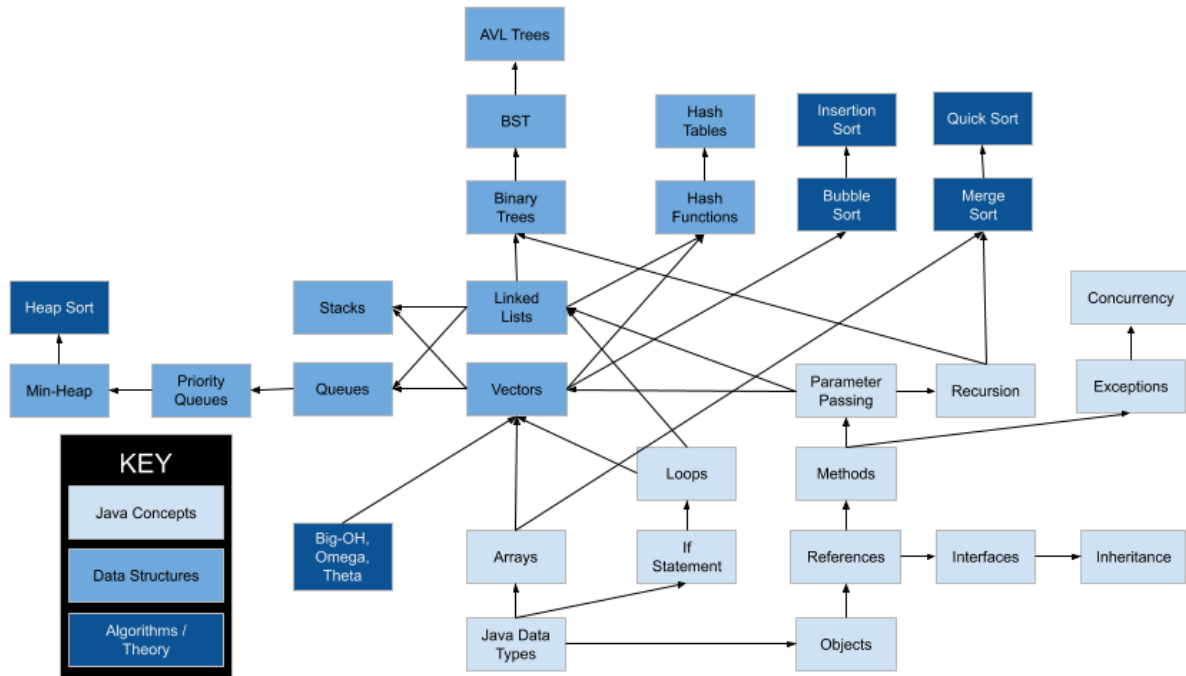 AVL Trees
BST
Hash
Tables
Insertion
Sort
Quick Sort
Binary
Trees
Hash
Functions
Bubble
Sort
Merge
Sort
Heap Sort
Stacks
Linked
Lists
Concurrency
Min-Heap
Priority
Queues
Queues
Vectors
Parameter
Passing
Recursion
Exceptions
KEY
Java Concepts
Data Structures
Algorithms /
Theory
Loops
Methods
Big-OH,
Omega,
Theta
Arrays
If
Statement
References
Interfaces
Inheritance
Java Data
Types
Objects